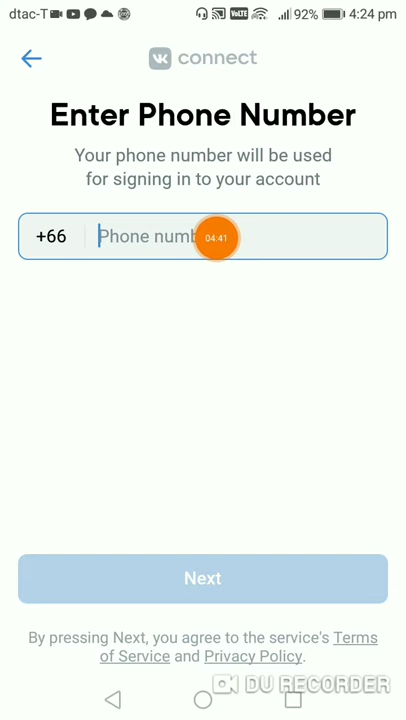 dtac-T VoLTE 92% 4:24 pm
connect
Enter Phone Number
Your phone number will be used
for signing in to your account
+66 Phone numb 04:41
Next
By pressing Next, you agree to the service's Terms
of Service and Privacy Policy.
DU RECORDER